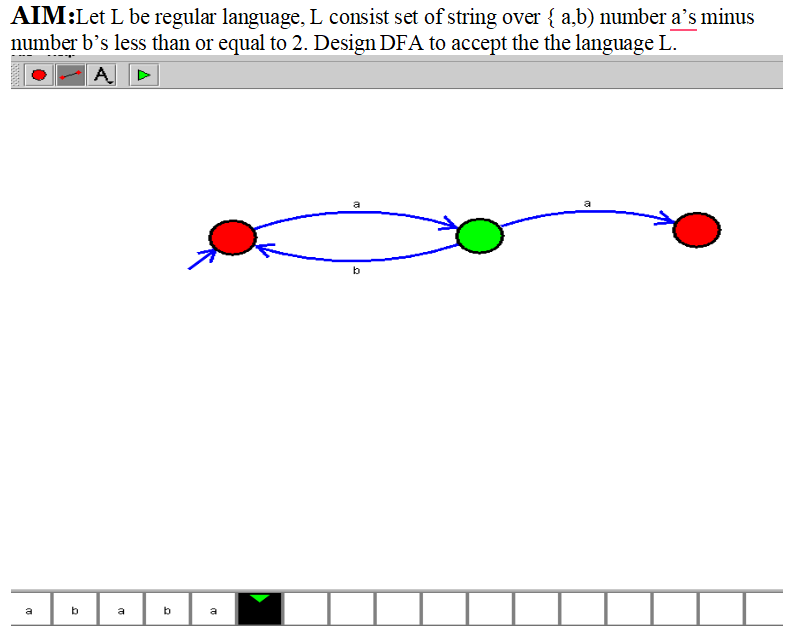 AIM:Let L be regular language, L consist set of string over { a,b) number a’s minus
number b’s less than or equal to 2. Design DFA to accept the the language L.
A
a
a
b
a b a b a